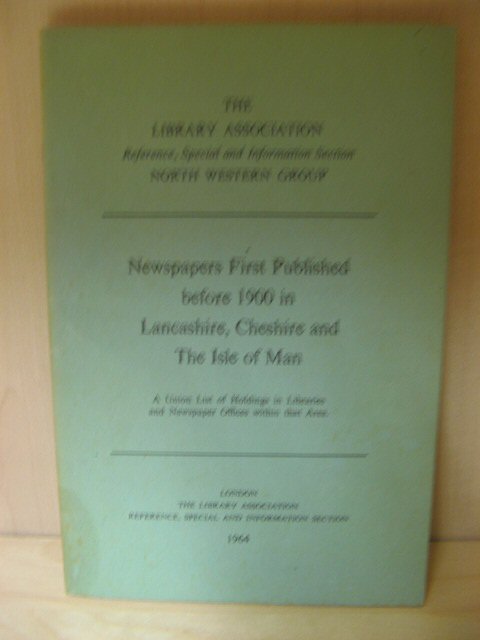 THE
LIBRARY ASSOCIATION
Reference, Special and Information Section
NORTH WESTERN GROUP
Newspapers First Published
before 1900 in
Lancashire, Cheshire and
The Isle of Man
A Union List of Holdings in Libraries
and Newspaper Offices within that Area.
LONDON
THE LIBRARY ASSOCIATION
REFERENCE, SPECIAL AND INFORMATION SECTION
1964